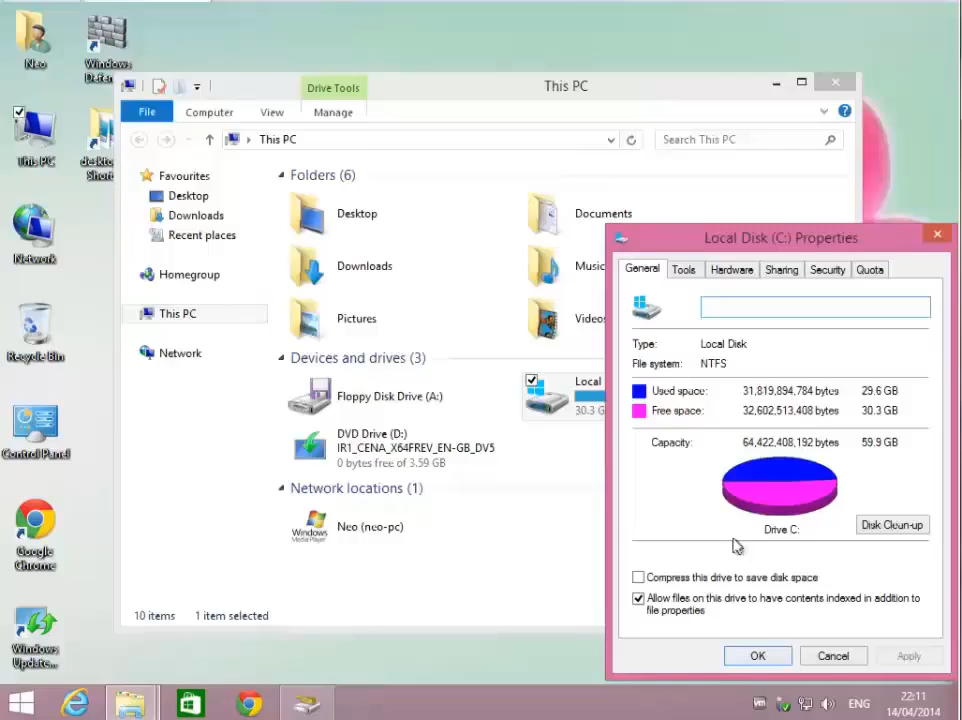 Neo
Windows
Defen...
This PC
deskto
Short
Network
Recycle Bin
Control Panel
Google
Chrome
Windows
Update...
Drive Tools
This PC
File
Computer
View
Manage
This PC
Search This PC
Favourites
Desktop
Downloads
Recent places
Homegroup
This PC
Network
Folders (6)
Desktop
Documents
Downloads
Music
Pictures
Videos
Devices and drives (3)
Floppy Disk Drive (A:)
Local
30.3 G
DVD Drive (D:)
IR1_CENA_X64FREV_EN-GB_DV5
0 bytes free of 3.59 GB
Network locations (1)
Windows
Media Player
Neo (neo-pc)
10 items
1 item selected
Local Disk (C:) Properties
General
Tools
Hardware
Sharing
Security
Quota
Type: Local Disk
File system: NTFS
Used space: 31,819,894,784 bytes 29.6 GB
Free space: 32,602,513,408 bytes 30.3 GB
Capacity: 64,422,408,192 bytes 59.9 GB
Drive C:
Disk Clean-up
Compress this drive to save disk space
Allow files on this drive to have contents indexed in addition to
file properties
OK
Cancel
Apply
ENG
22:11
14/04/2014